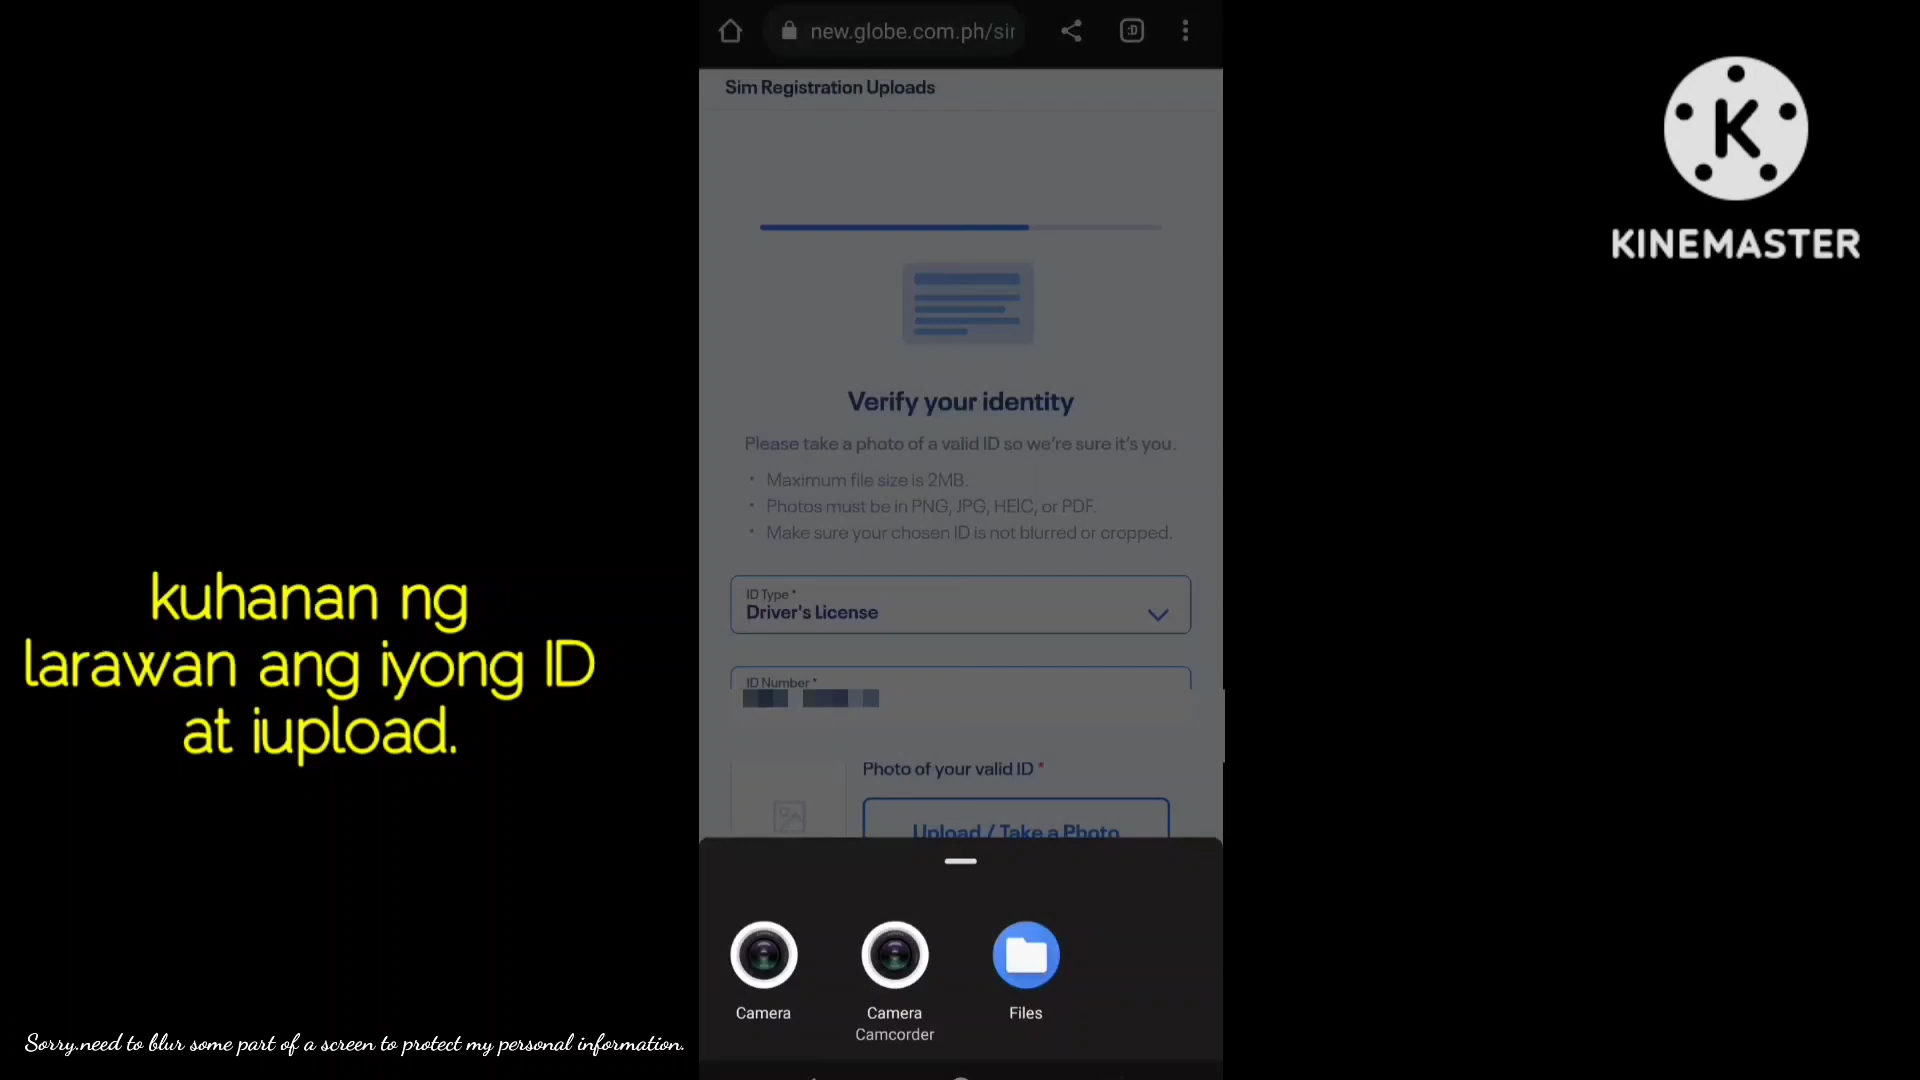 new.globe.com.ph/sir
:D
Sim Registration Uploads
K
KINEMASTER
Verify your identity
Please take a photo of a valid ID so we're sure it's you.
• Maximum file size is 2MB.
• Photos must be in PNG, JPG, HEIC, or PDF.
• Make sure your chosen ID is not blurred or cropped.
ID Type *
Driver's License
ID Number *
kuhanan ng
larawan ang iyong ID
at iupload.
Photo of your valid ID *
Upload / Take a Photo
Camera
Camera
Camcorder
Files
Sorry.need to blur some part of a screen to protect my personal information.